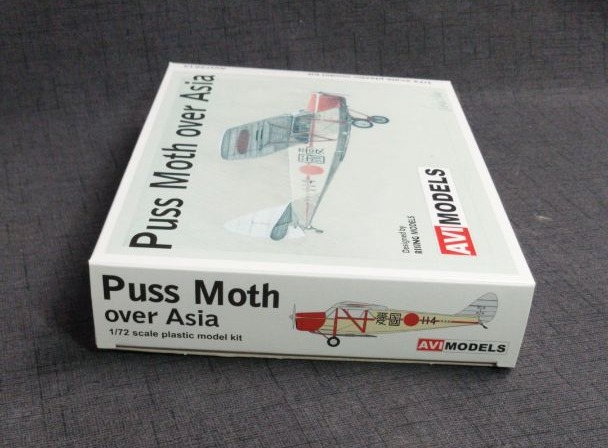 Puss Moth over Asia
Designed by
RISING MODELS
AVIMODELS
Puss Moth
over Asia
1/72 scale plastic model kit
AVIMODELS